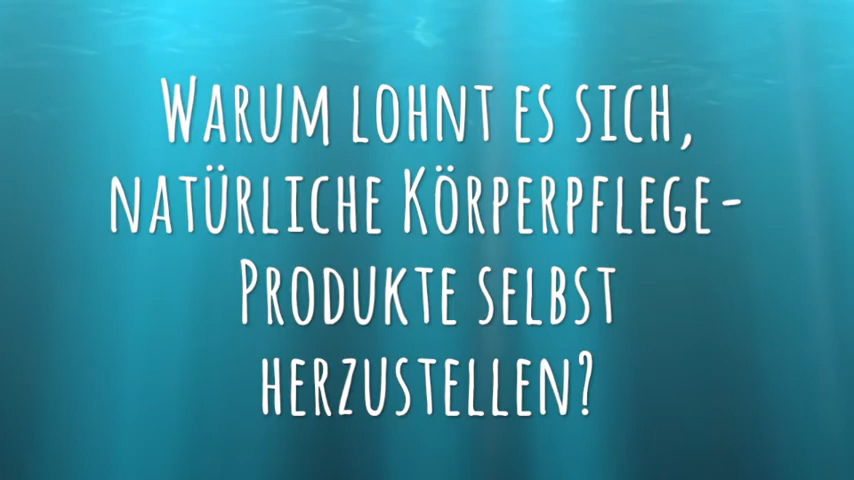 Warum lohnt es sich,
natürliche Körperpflege-
Produkte selbst
herzustellen?